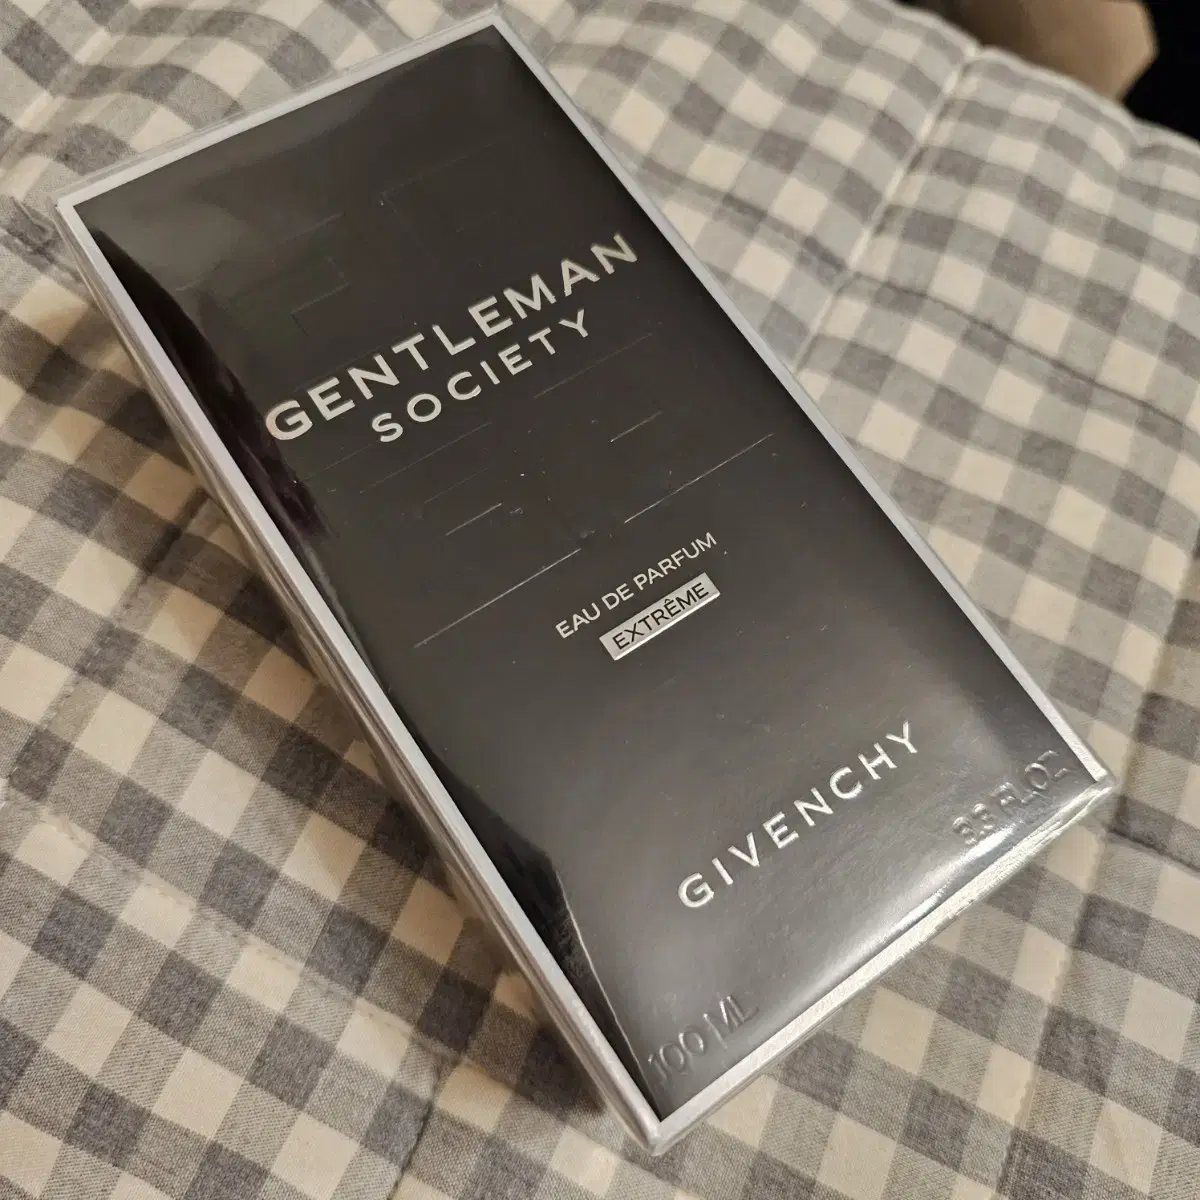 GENTLEMAN
SOCIETY
EAU DE PARFUM
EXTRÊME
GIVENCHY
100 ML
3.3 FL.OZ